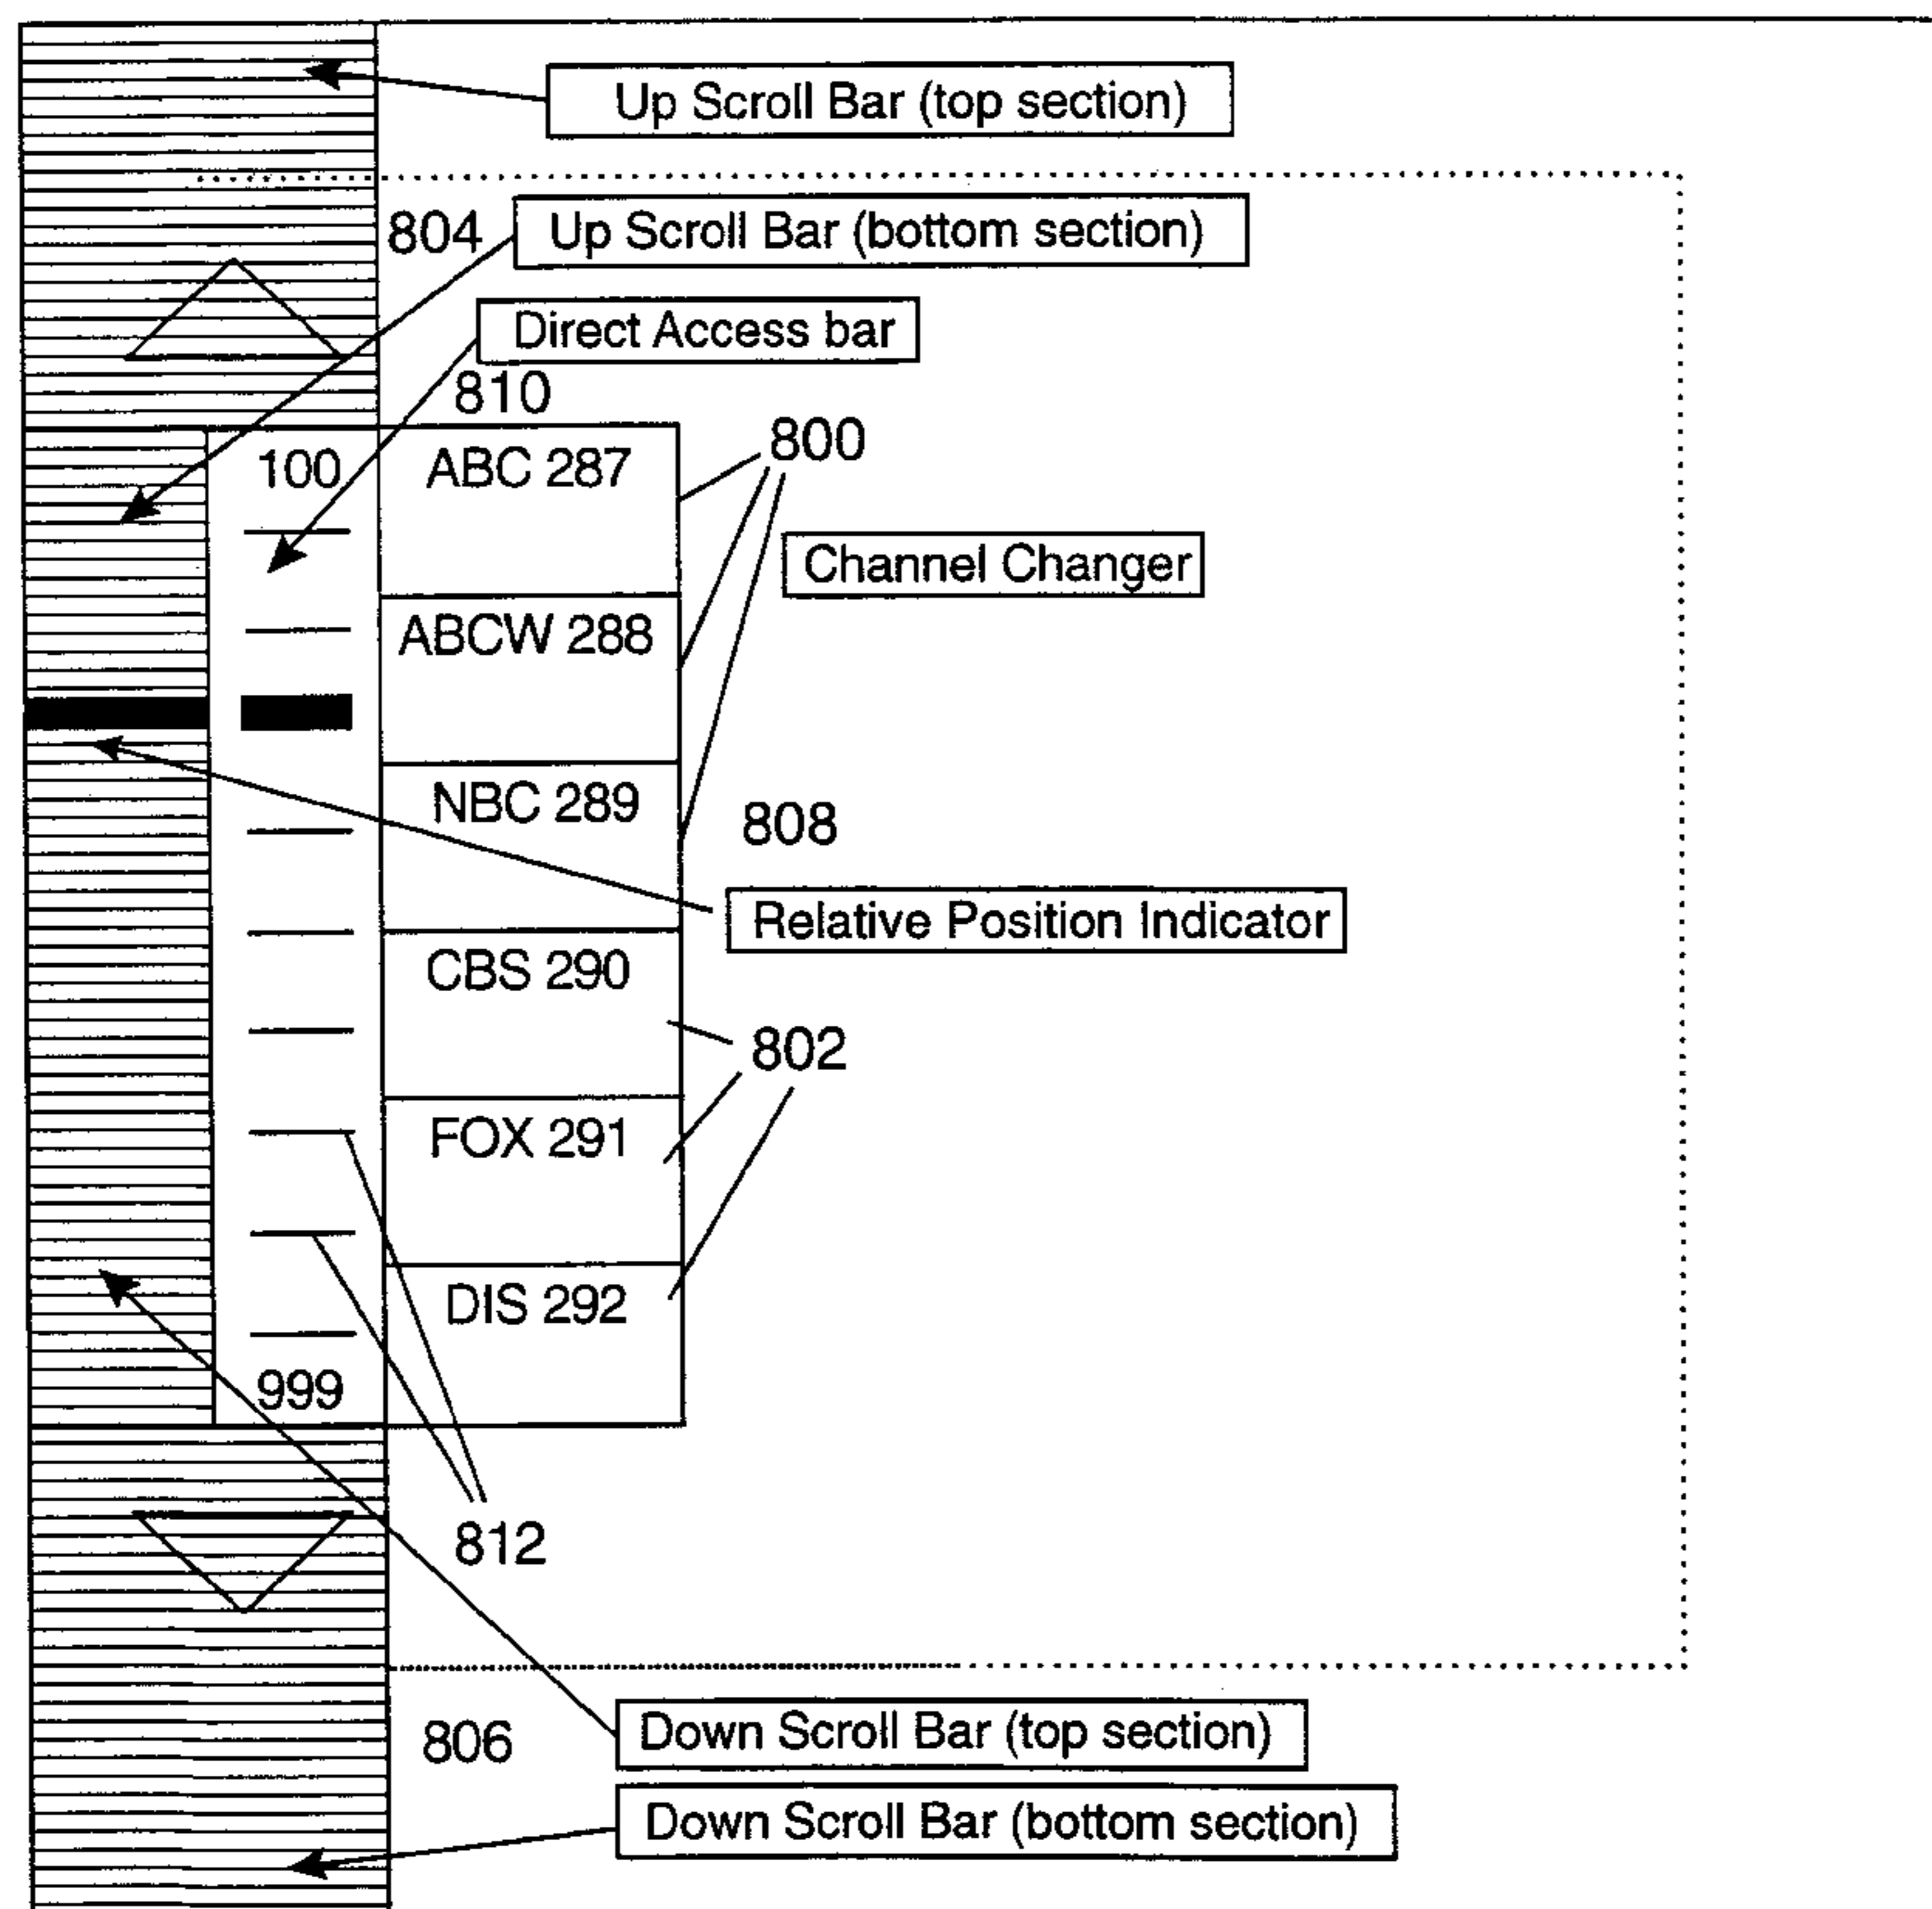 Up Scroll Bar (top section)
804
Up Scroll Bar (bottom section)
Direct Access bar
810
100
ABC 287
800
Channel Changer
ABCW 288
NBC 289
808
Relative Position Indicator
CBS 290
802
FOX 291
DIS 292
999
812
806
Down Scroll Bar (top section)
Down Scroll Bar (bottom section)